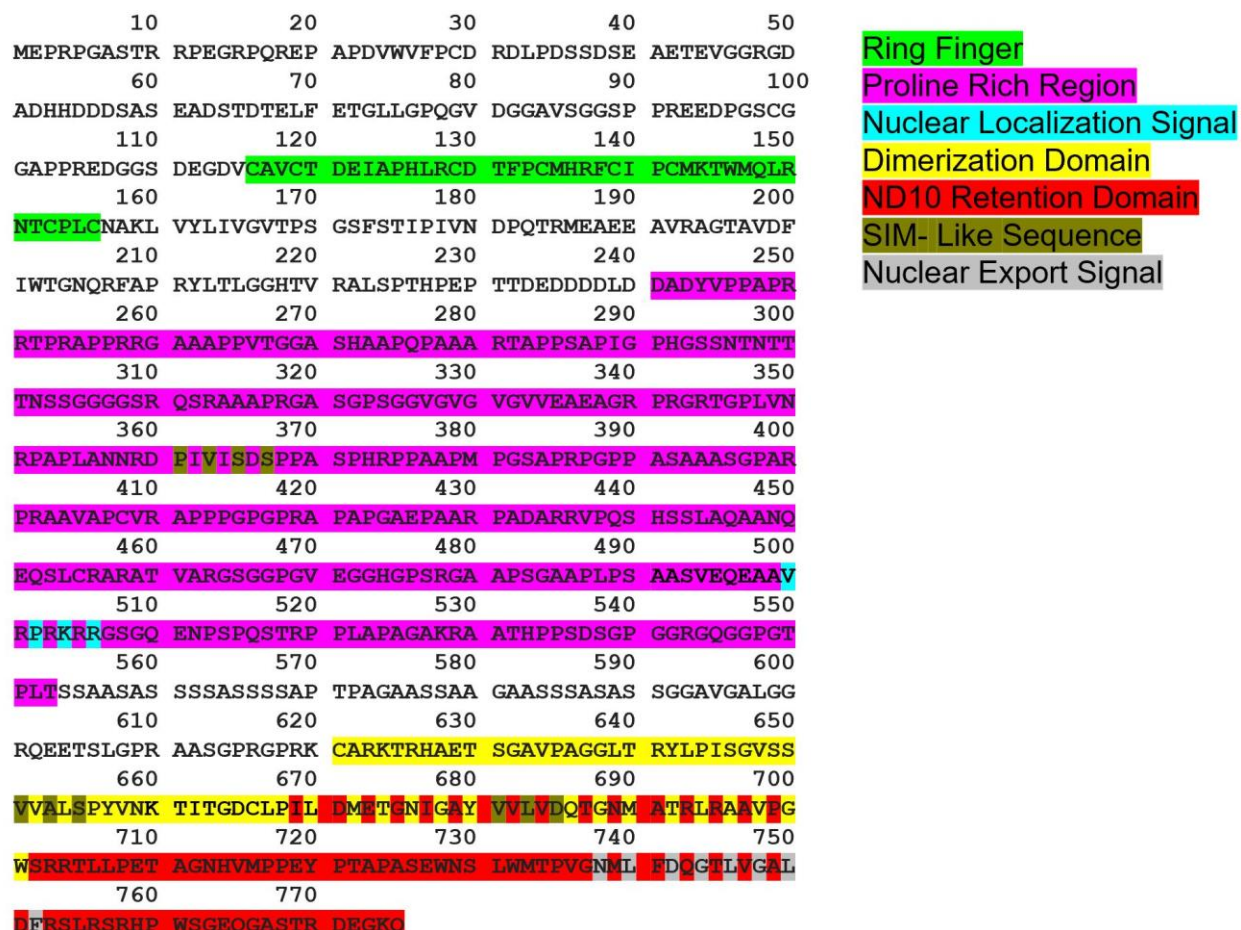 10 20 30 40 50
MEPRPGASTR RPEGRPQREP APDVWVFPCD RDLPDSSDSE AETEVGGRGD
60 70 80 90 100
ADHHDDDSAS EADSTDTELF ETGLLGPQGV DGGAVSGGSP PREEDPGSCG
110 120 130 140 150
GAPPREDGGS DEGDVCAVCT DEIAPHLRCD TFPCMHRFCI PCMKTWMQLR
160 170 180 190 200
NTCPLCNAKL VYLIVGVTPS GSFSTIPIVN DPQTRMEAEE AVRAGTAVDF
210 220 230 240 250
IWTGNQRFAP RYLTLGGHTV RALSPTHPEP TTDEDDDDLD DADYVPPAPR
260 270 280 290 300
RTPRAPPRRG AAAPPVTGGA SHAAPQPAAA RTAPPSAPIG PHGSSNTNTT
310 320 330 340 350
TNSSGGGGSR QSRAAAPRGA SGPSGGVGVG VGVVEAEAGR PRGRTGPLVN
360 370 380 390 400
RPAPLANNRD PIVISDSPPA SPHRPPAAPM PGSAPRPGPP ASAAASGPAR
410 420 430 440 450
PRAAVAPCVR APPPGPGPRA PAPGAEPAAR PADARRVPQS HSSLAQAANQ
460 470 480 490 500
EQSLCRARAT VARGSGGPGV EGGHGPSRGA APSGAAPLPS AASVEQEAAV
510 520 530 540 550
RPRKRRGSGQ ENPSPQSTRP PLAPAGAKRA ATHPPSDSGP GGRGQGGPGT
560 570 580 590 600
PLTSSAASAS SSSASSSSAP TPAGAASSAA GAASSSASAS SGGAVGALGG
610 620 630 640 650
RQEETSLGPR AASGPRGPRK CARKTRHAET SGAVPAGGLT RYLPISGVSS
660 670 680 690 700
VVALSPYVNK TITGDCLPIL DMETGNIGAY VVLVDQTGNM ATRLRAAVPG
710 720 730 740 750
WSRRTLLPET AGNHVMPPEY PTAPASEWNS LWMTPVGNML FDQGTLVGAL
760 770
DFRSLRSRHP WSGEQGASTR DEGKQ
Ring Finger
Proline Rich Region
Nuclear Localization Signal
Dimerization Domain
ND10 Retention Domain
SIM- Like Sequence
Nuclear Export Signal